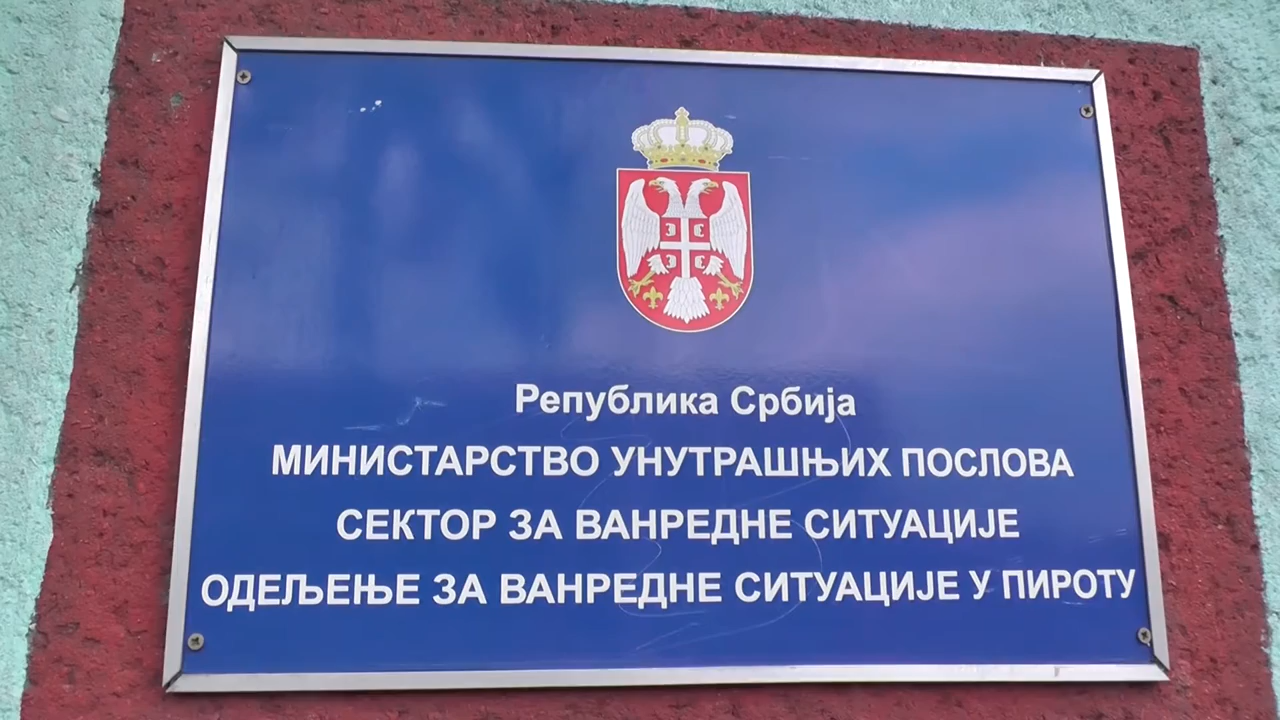 Република Србија
МИНИСТАРСТВО УНУТРАШЊИХ ПОСЛОВА
СЕКТОР ЗА ВАНРЕДНЕ СИТУАЦИЈЕ
ОДЕЉЕЊЕ ЗА ВАНРЕДНЕ СИТУАЦИЈЕ У ПИРОТУ